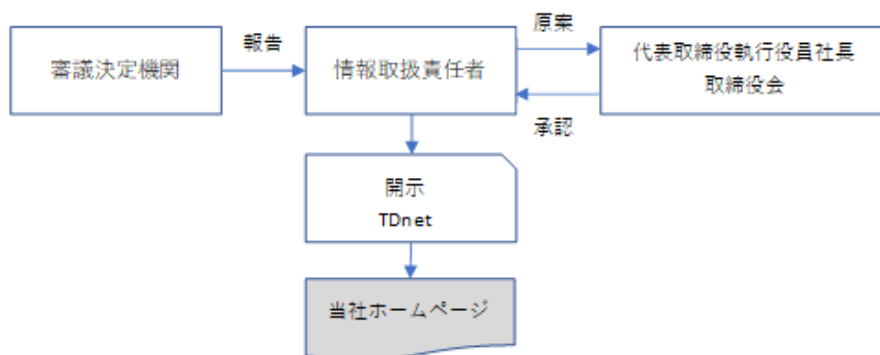 審議決定機関
報告
情報取扱責任者
原案
代表取締役執行役員社長
取締役会
承認
開示
TDnet
当社ホームページ